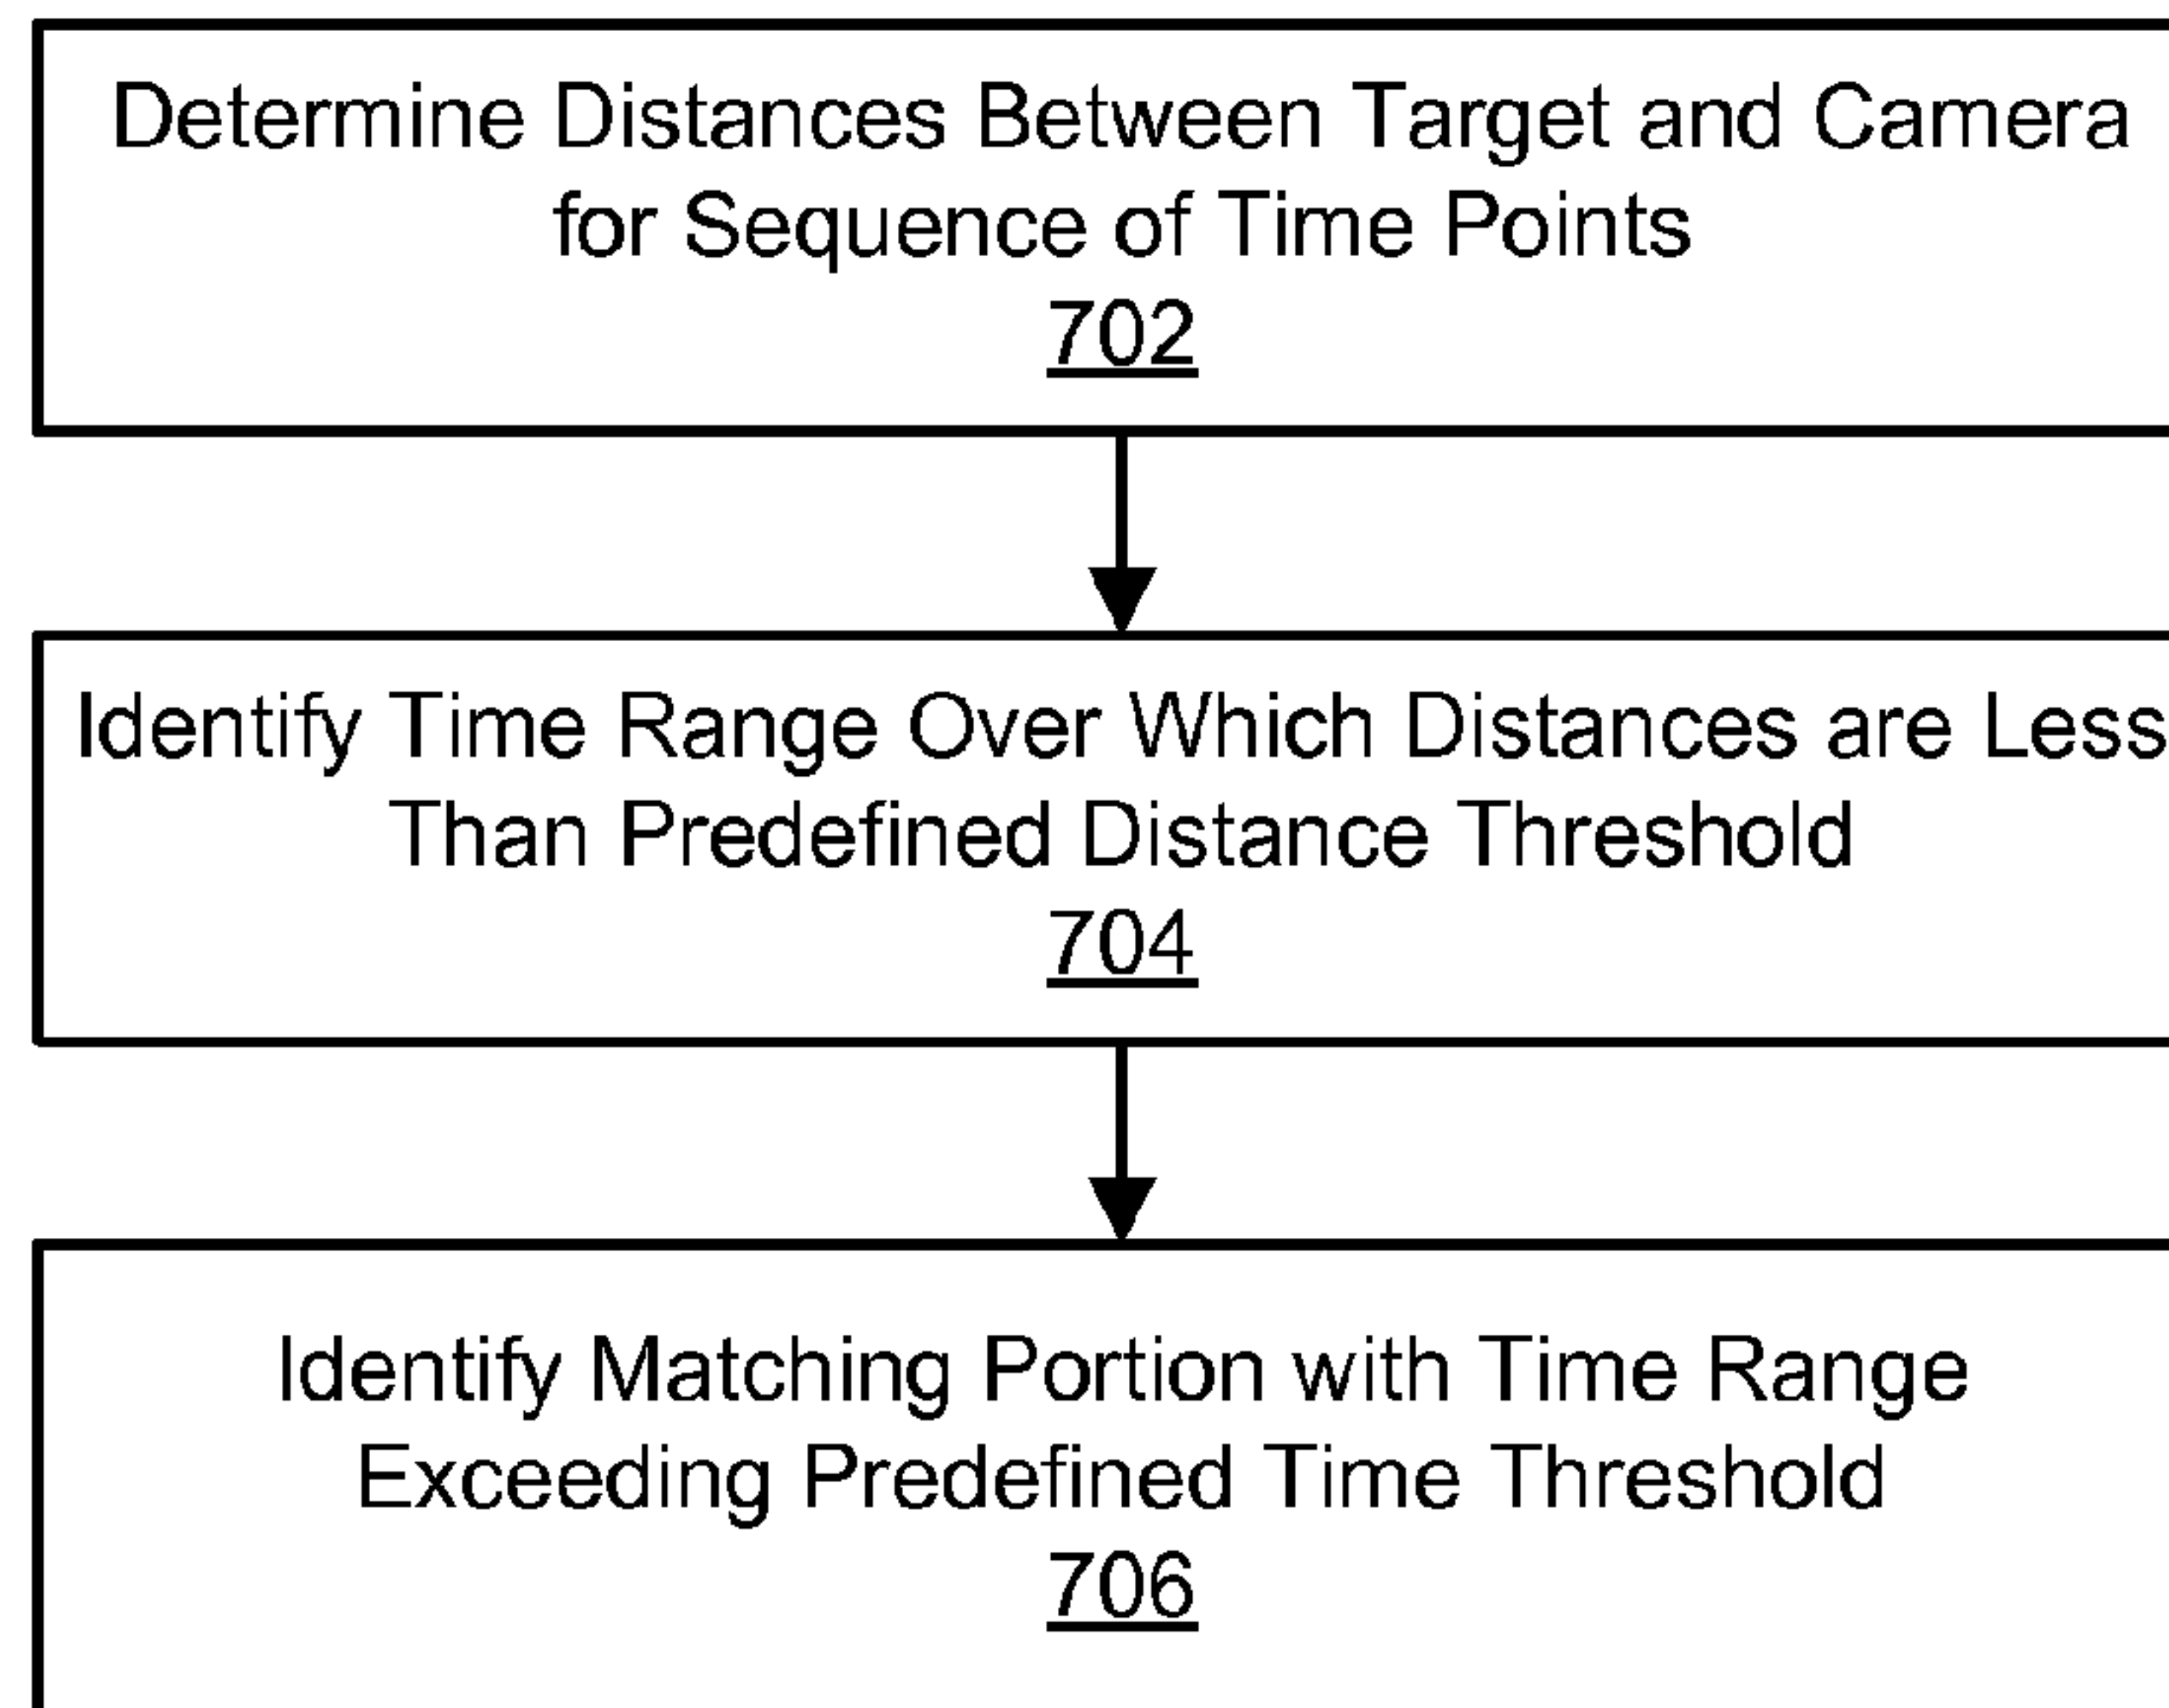 Determine Distances Between Target and Camera
for Sequence of Time Points
702
Identify Time Range Over Which Distances are Less
Than Predefined Distance Threshold
704
Identify Matching Portion with Time Range
Exceeding Predefined Time Threshold
706